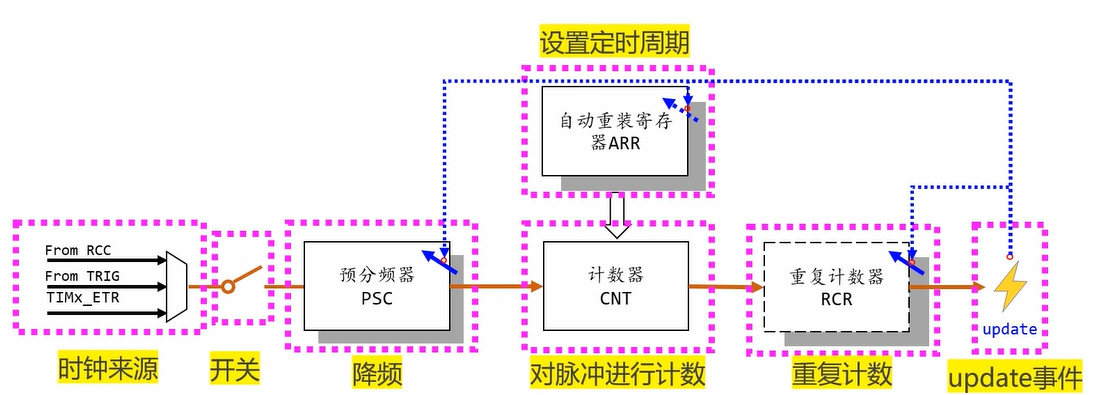 设置定时周期
自动重装寄存
器ARR
From RCC
From TRIG
TIMx_ETR
预分频器
PSC
计数器
CNT
重复计数器
RCR
update
时钟来源
开关
降频
对脉冲进行计数
重复计数
update事件